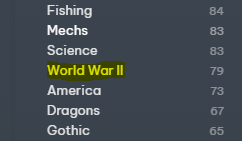 Fishing 84
Mechs 83
Science 83
World War II 79
America 73
Dragons 67
Gothic 65